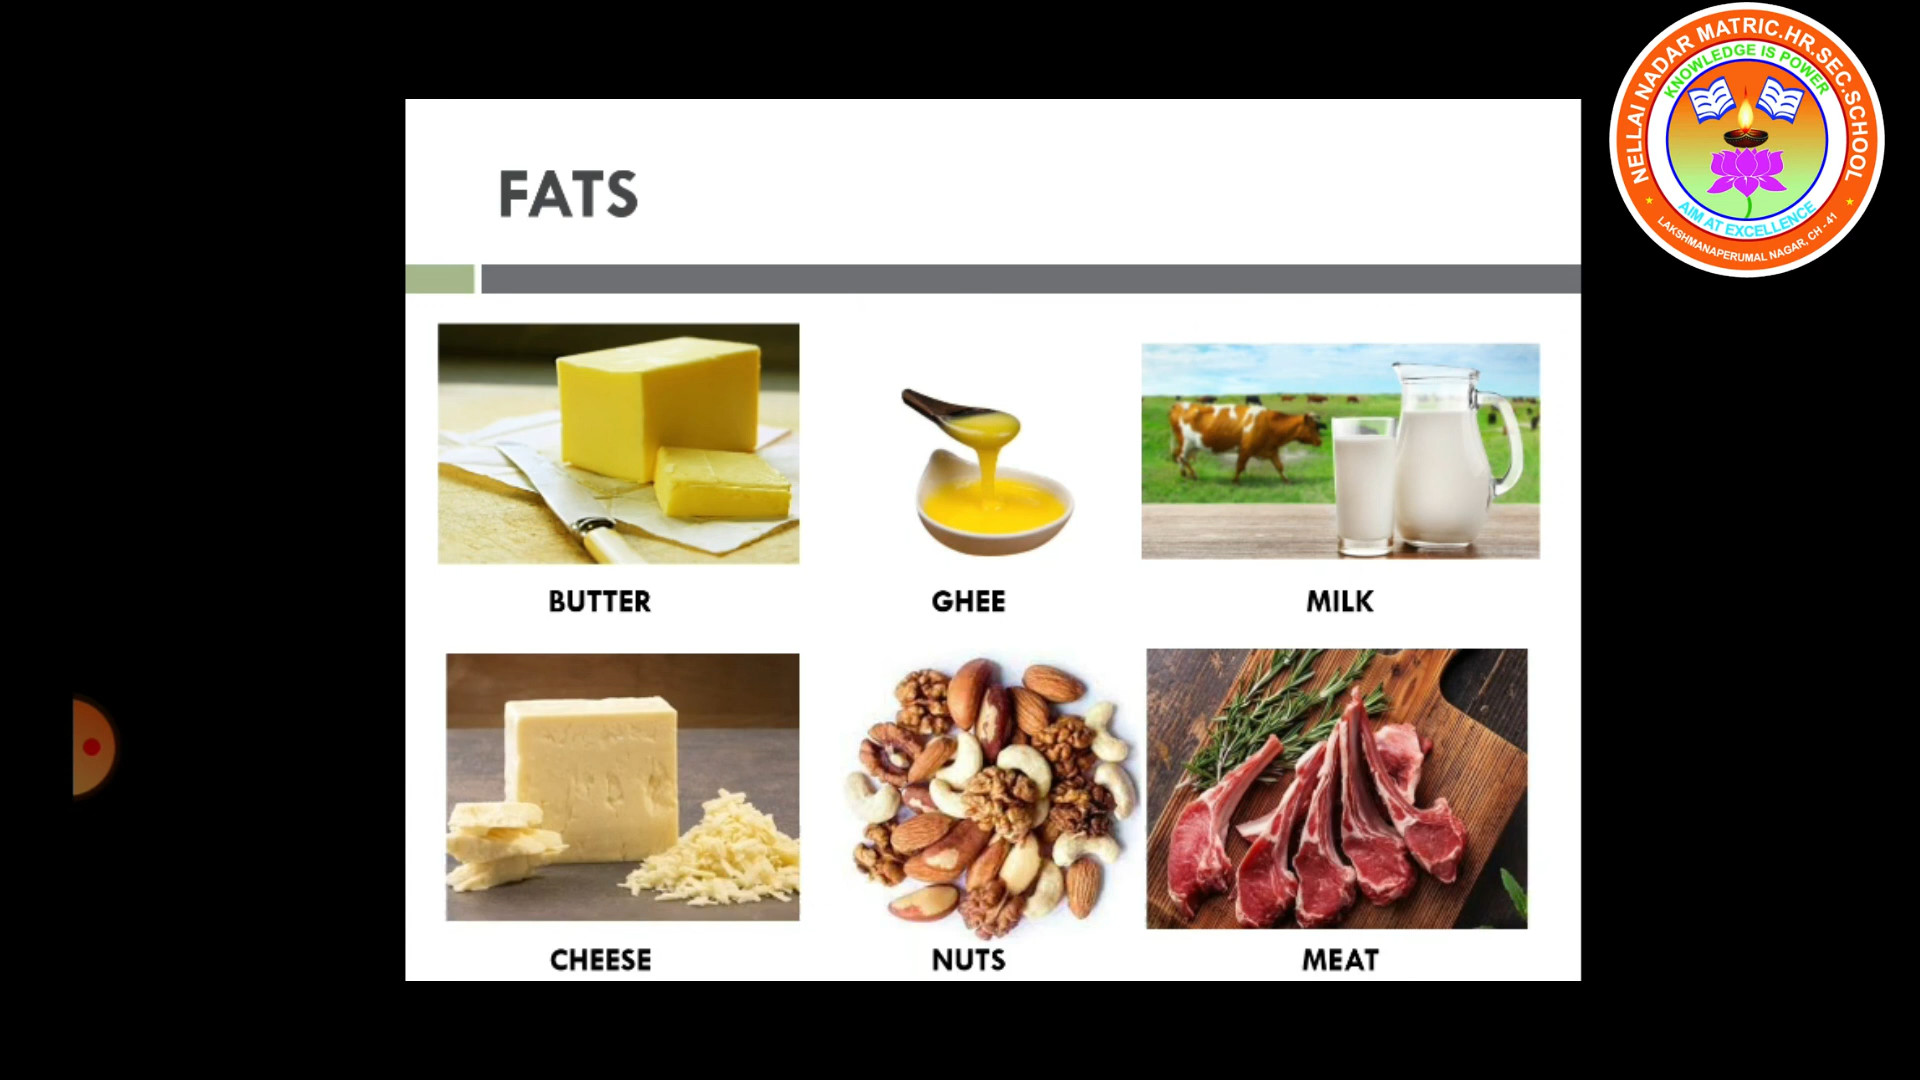 NELLAI NADAR MATRIC.HR.SEC.SCHOOL
KNOWLEDGE IS POWER
AIM AT EXCELLENCE
LAKSHMANAPERUMAL NAGAR, CH - 41
FATS
BUTTER GHEE MILK
CHEESE NUTS MEAT